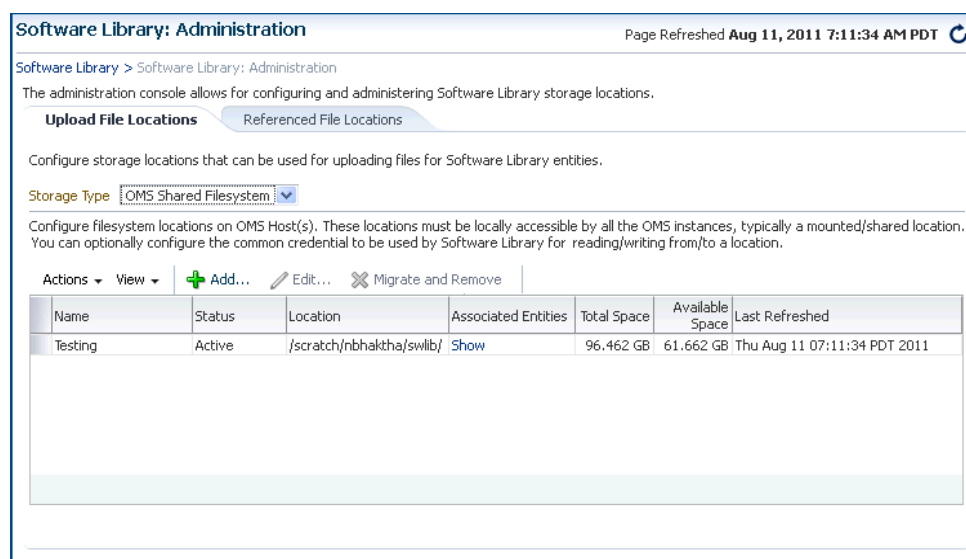 Software Library: Administration
Page Refreshed Aug 11, 2011 7:11:34 AM PDT
Software Library > Software Library: Administration
The administration console allows for configuring and administering Software Library storage locations.
Upload File Locations Referenced File Locations
Configure storage locations that can be used for uploading files for Software Library entities.
Storage Type OMS Shared Filesystem
Configure filesystem locations on OMS Host(s). These locations must be locally accessible by all the OMS instances, typically a mounted/shared location.
You can optionally configure the common credential to be used by Software Library for reading/writing from/to a location.
Actions View Add... Edit... Migrate and Remove
Name Status Location Associated Entities Total Space Available Space Last Refreshed
Testing Active /scratch/nbhaktha/swlib/ Show 96.462 GB 61.662 GB Thu Aug 11 07:11:34 PDT 2011